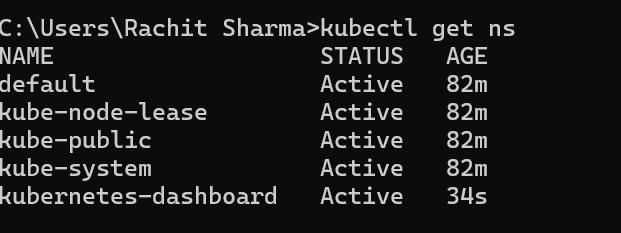 C:\Users\Rachit Sharma>kubectl get ns
NAME                   STATUS   AGE
default                Active   82m
kube-node-lease        Active   82m
kube-public            Active   82m
kube-system            Active   82m
kubernetes-dashboard   Active   34s